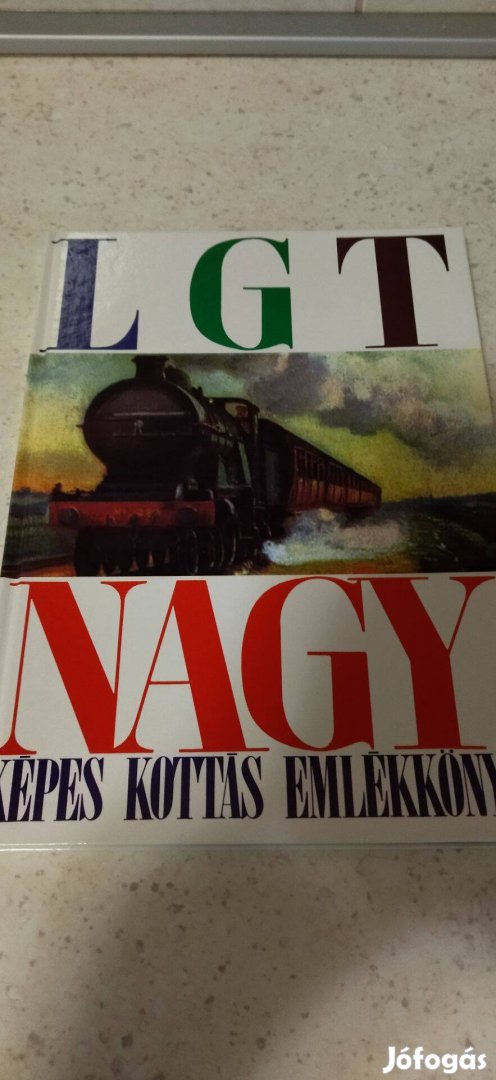 LGT
NAGY
KÉPES KOTTÁS EMLÉKKÖNY
Jófogás